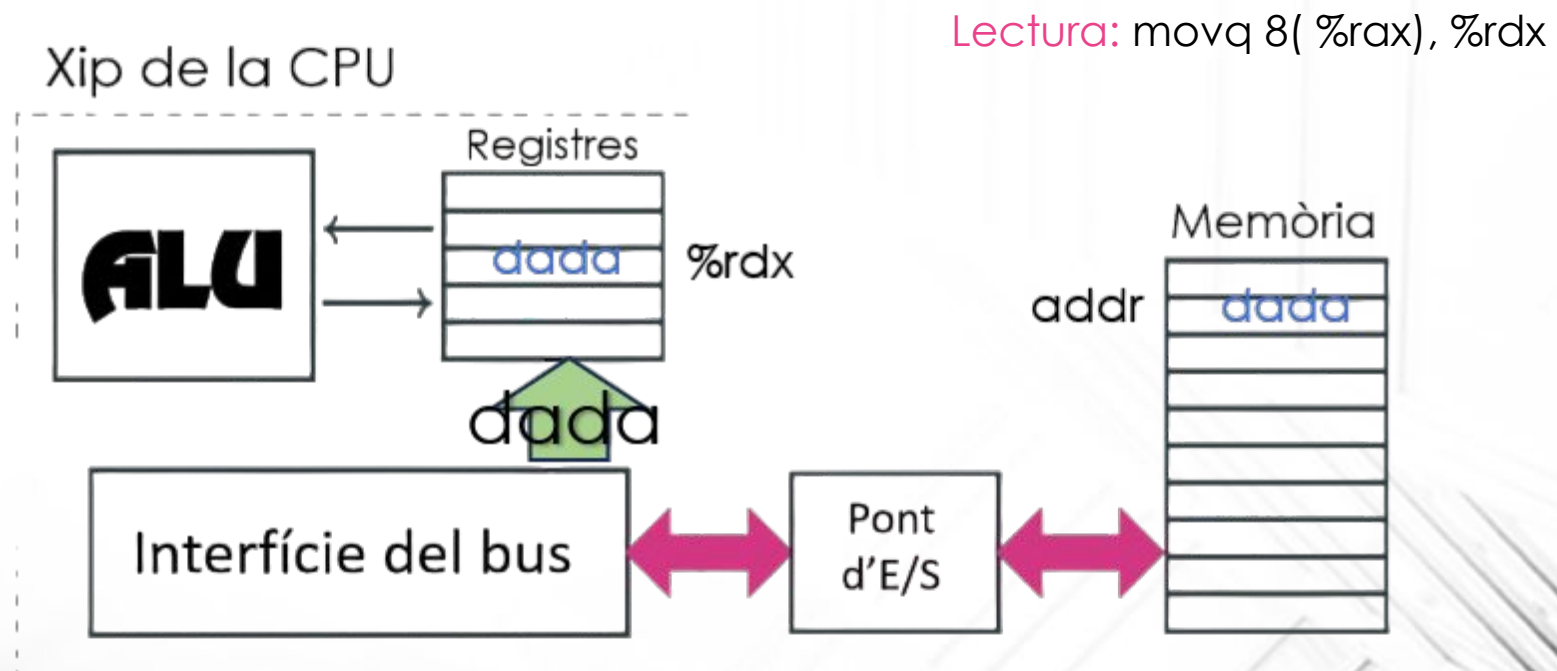 Lectura: movq 8( %rax), %rdx
Xip de la CPU
Registres
ALU
dada
%rdx
Memòria
addr
dada
dada
Interfície del bus
Pont
d'E/S